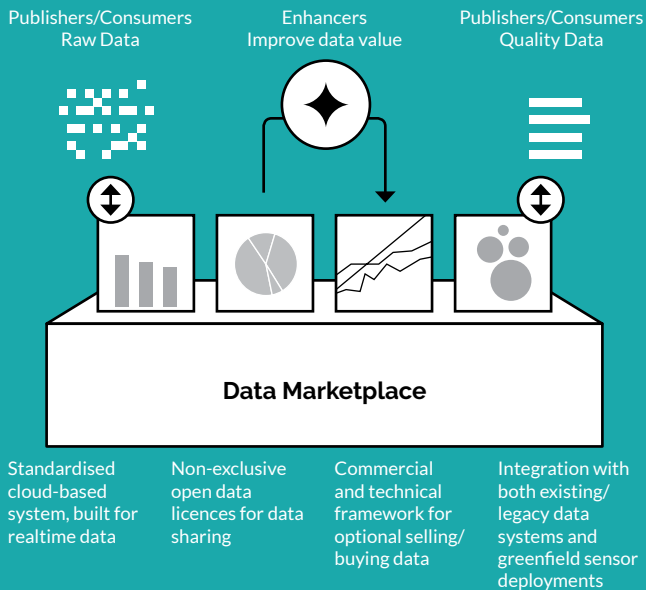 Publishers/Consumers
Raw Data
Enhancers
Improve data value
Publishers/Consumers
Quality Data
Data Marketplace
Standardised
cloud-based
system, built for
realtime data
Non-exclusive
open data
licences for data
sharing
Commercial
and technical
framework for
optional selling/
buying data
Integration with
both existing/
legacy data
systems and
greenfield sensor
deployments